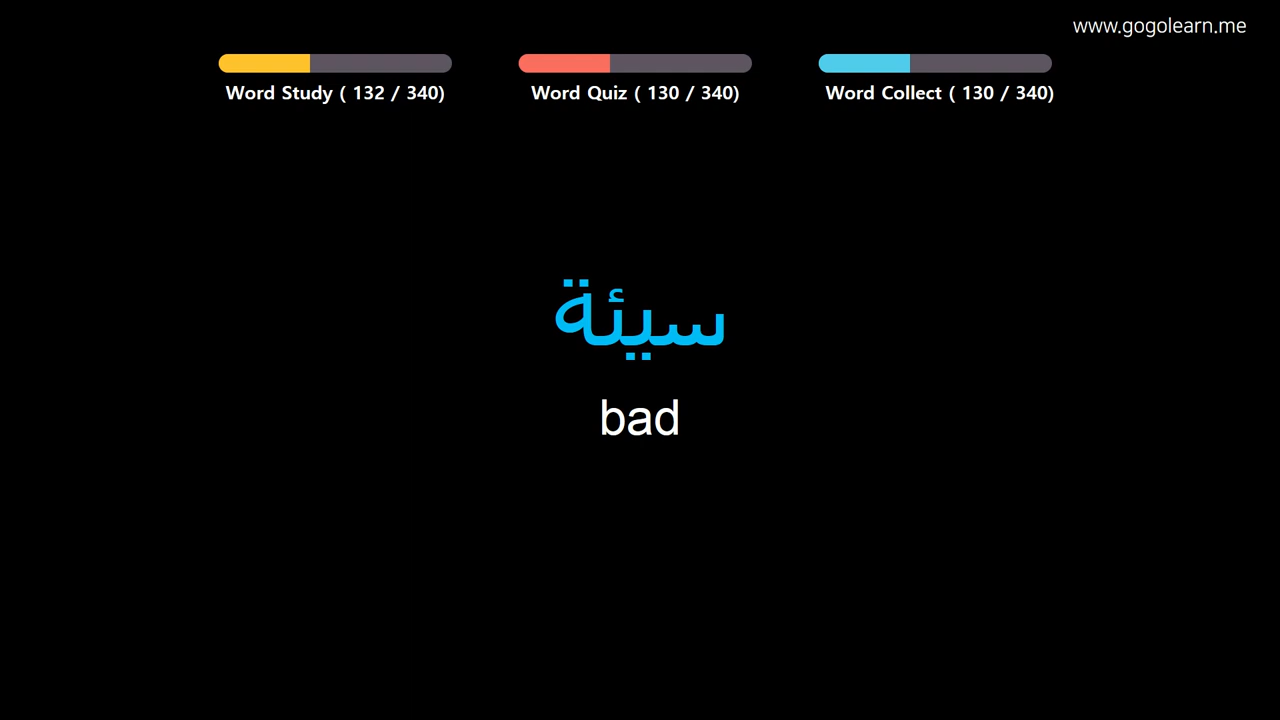 www.gogolearn.me
Word Study ( 132 / 340)
Word Quiz ( 130 / 340)
Word Collect ( 130 / 340)
سيئة
bad